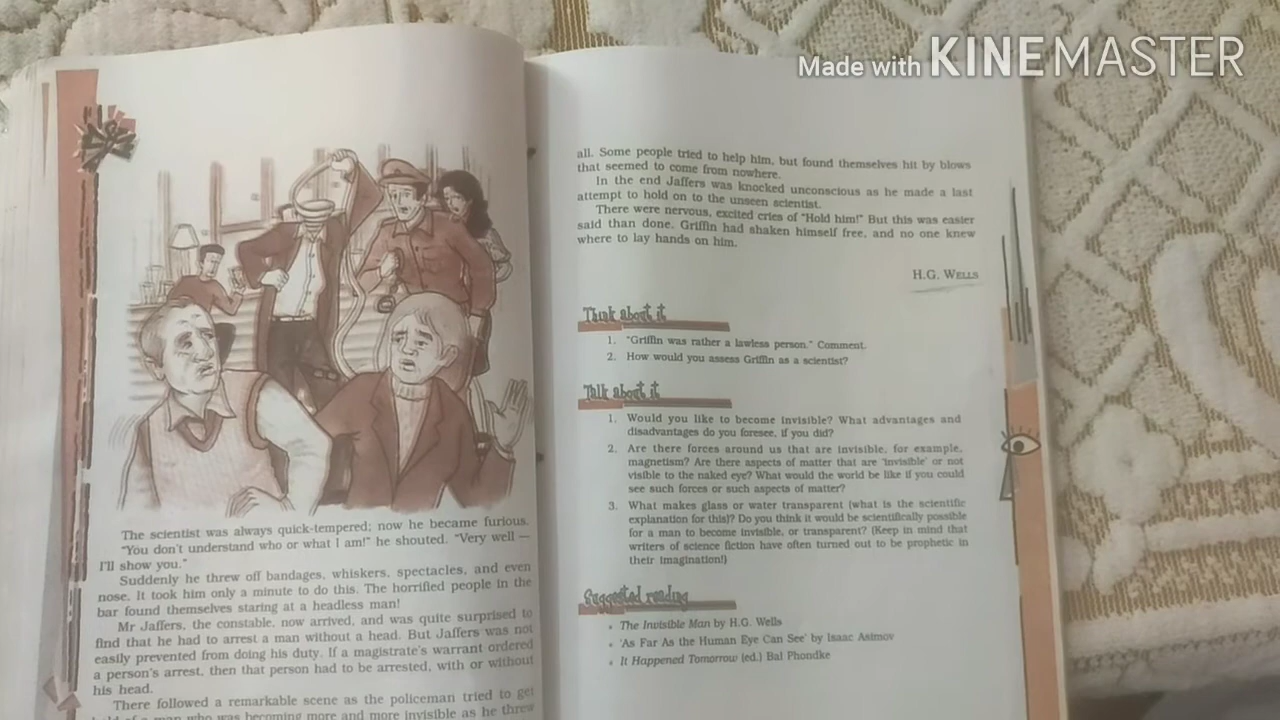 Made with KINEMASTER
The scientist was always quick-tempered; now he became furious.
"You don't understand who or what I am!" he shouted. "Very well —
I'll show you."
Suddenly he threw off bandages, whiskers, spectacles, and even
nose. It took him only a minute to do this. The horrified people in the
bar found themselves staring at a headless man!
Mr Jaffers, the constable, now arrived, and was quite surprised to
find that he had to arrest a man without a head. But Jaffers was not
easily prevented from doing his duty. If a magistrate's warrant ordered
a person's arrest, then that person had to be arrested, with or without
his head.
There followed a remarkable scene as the policeman tried to get
hold of a man who was becoming more and more invisible as he threw
all. Some people tried to help him, but found themselves hit by blows
that seemed to come from nowhere.
In the end Jaffers was knocked unconscious as he made a last
attempt to hold on to the unseen scientist.
There were nervous, excited cries of "Hold him!" But this was easier
said than done. Griffin had shaken himself free, and no one knew
where to lay hands on him.
H.G. WELLS
Think about it
1. "Griffin was rather a lawless person." Comment.
2. How would you assess Griffin as a scientist?
Talk about it
1. Would you like to become invisible? What advantages and
disadvantages do you foresee, if you did?
2. Are there forces around us that are invisible, for example,
magnetism? Are there aspects of matter that are 'invisible' or not
visible to the naked eye? What would the world be like if you could
see such forces or such aspects of matter?
3. What makes glass or water transparent (what is the scientific
explanation for this)? Do you think it would be scientifically possible
for a man to become invisible, or transparent? (Keep in mind that
writers of science fiction have often turned out to be prophetic in
their imagination!)
Suggested reading
• The Invisible Man by H.G. Wells
• 'As Far As the Human Eye Can See' by Isaac Asimov
• It Happened Tomorrow (ed.) Bal Phondke